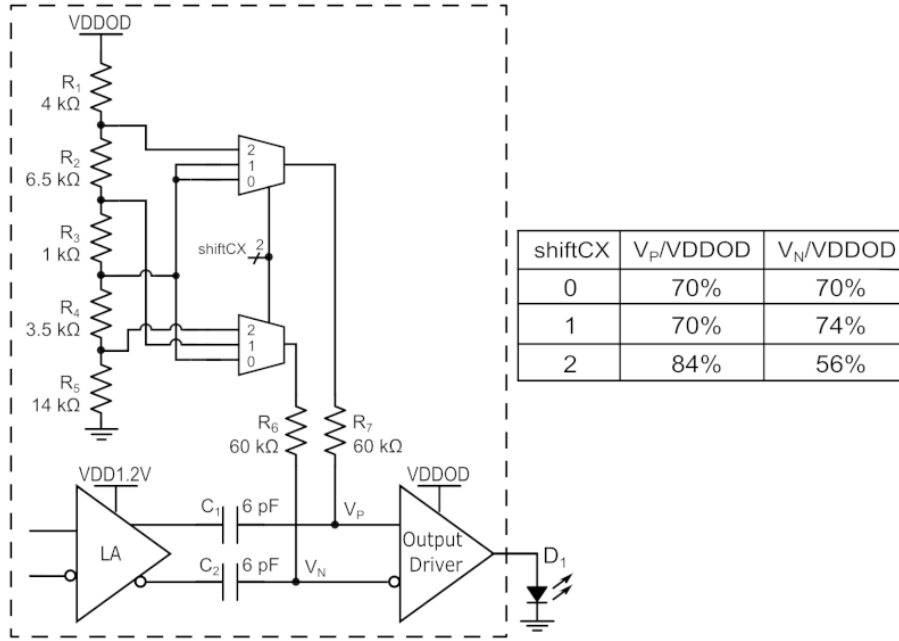 VDDOD
R1
4 kΩ
R2
6.5 kΩ
R3
1 kΩ
R4
3.5 kΩ
R5
14 kΩ
2
1
0
shiftCX
2
2
1
0
R6
60 kΩ
R7
60 kΩ
VDD1.2V
LA
C1 6 pF
C2 6 pF
VP
VN
VDDOD
Output
Driver
D1
shiftCX VP/VDDOD VN/VDDOD
0 70% 70%
1 70% 74%
2 84% 56%